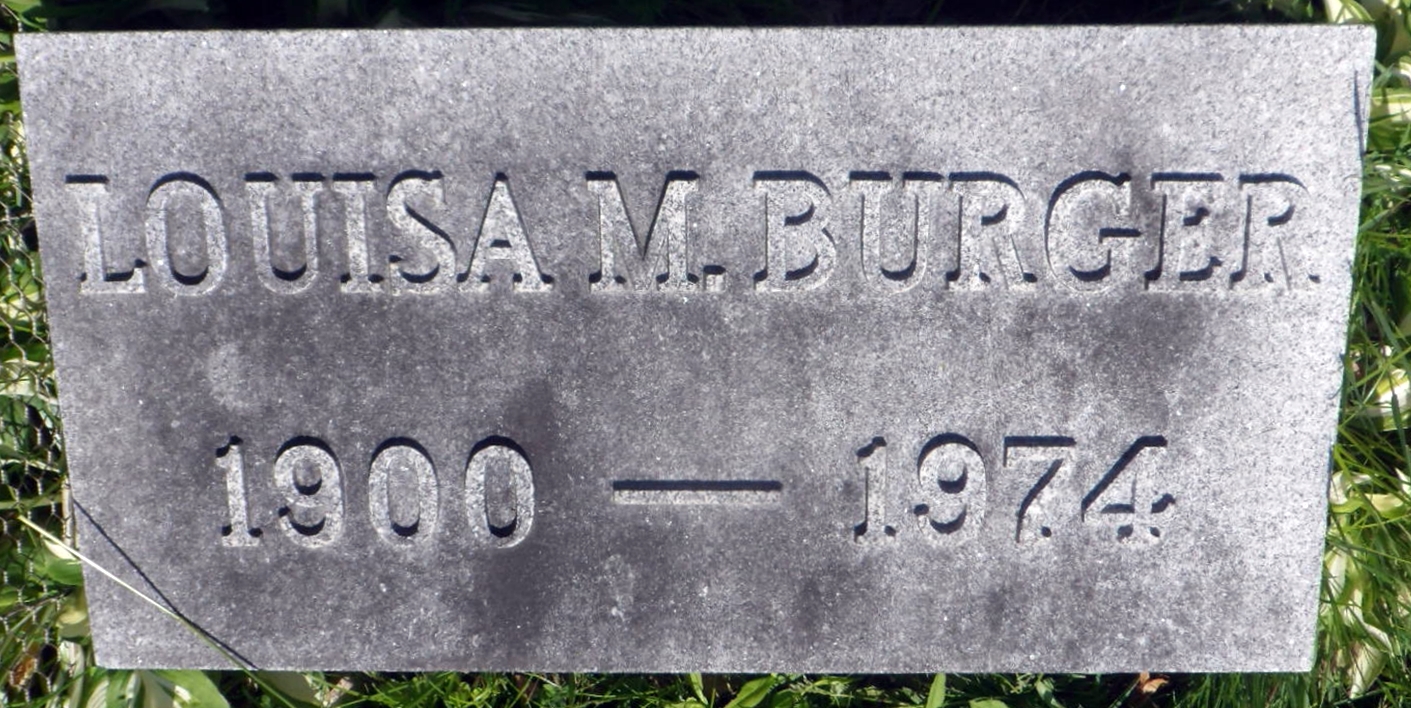 LOUISA M. BURGER
1900 — 1974